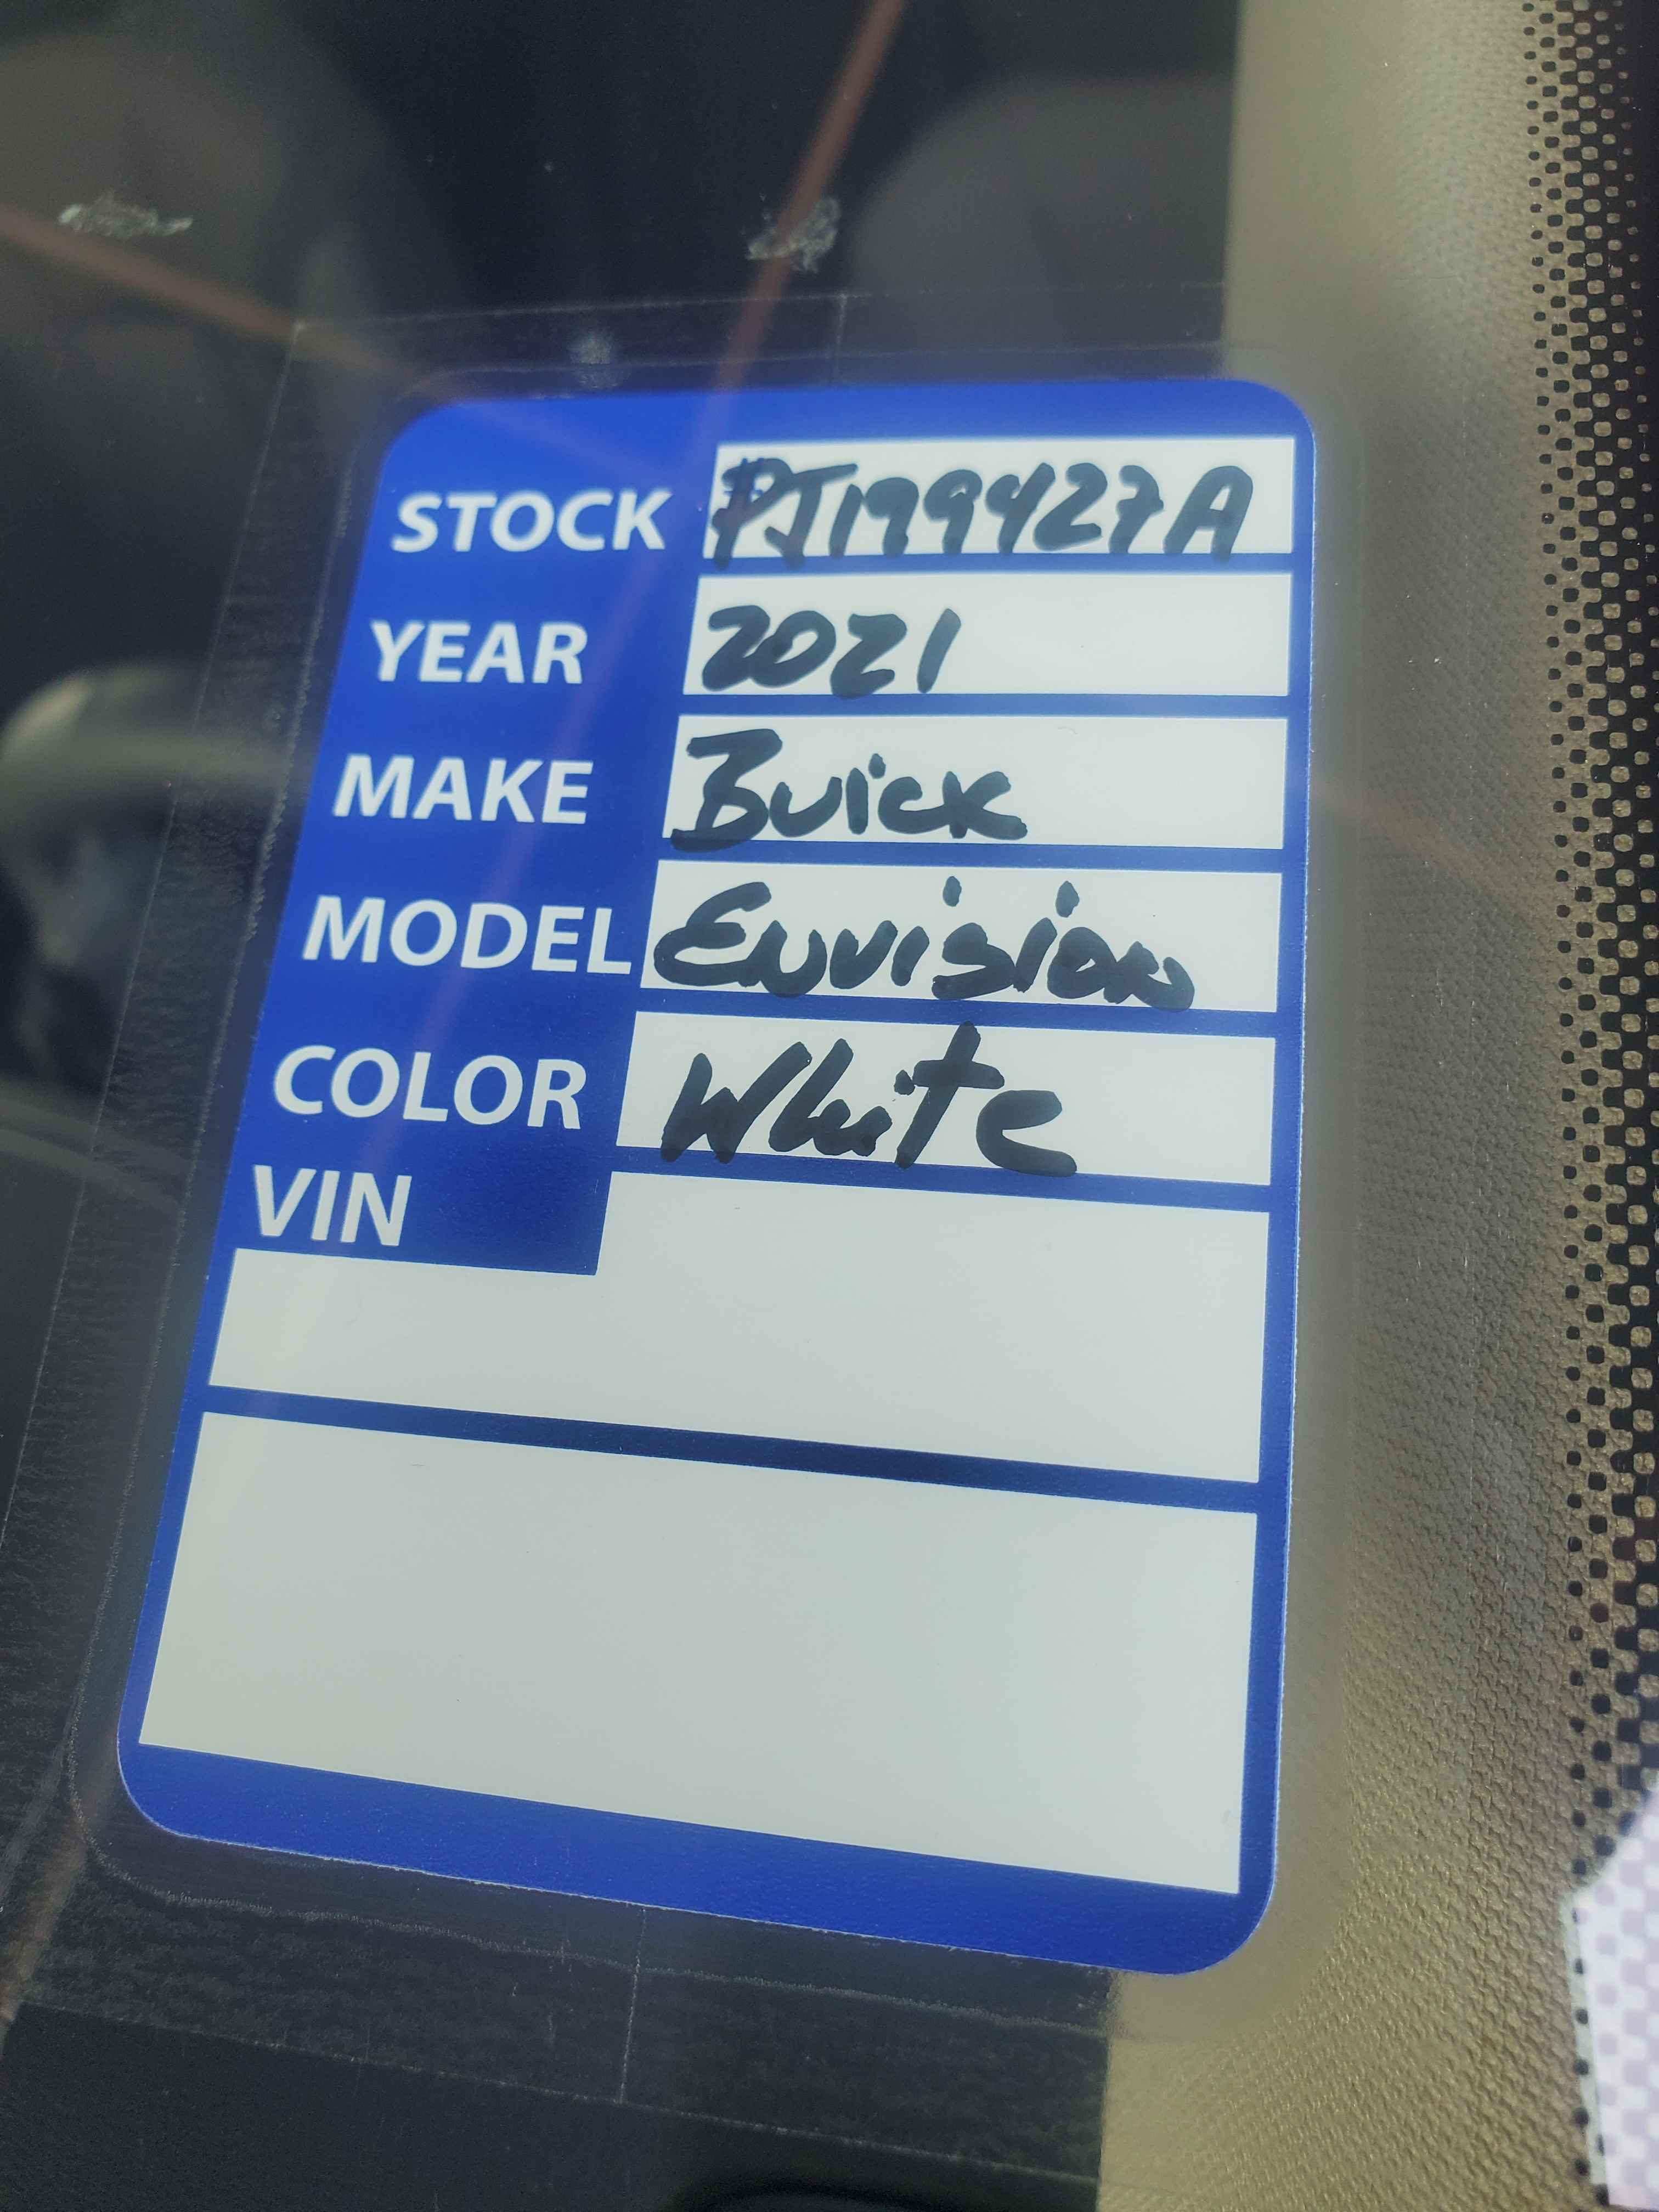 STOCK #PJ199427A
YEAR 2021
MAKE Buick
MODEL Envision
COLOR White
VIN